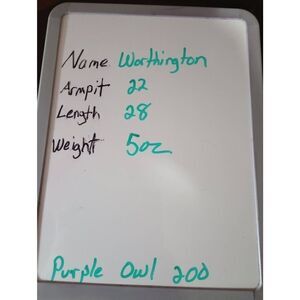 Name Worthington
Armpit 22
Length 28
Weight 5oz
Purple Owl 200